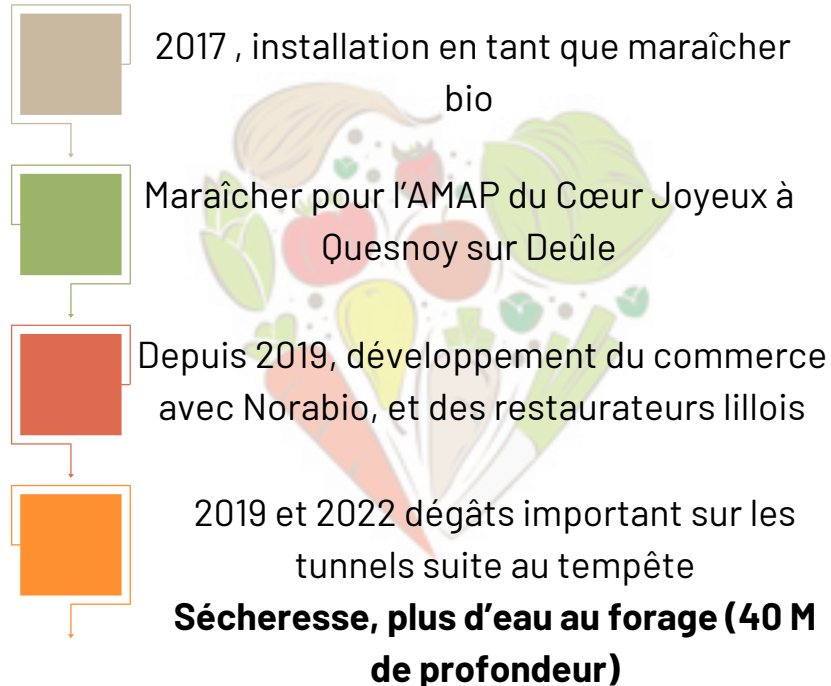 2017 , installation en tant que maraîcher
bio
Maraîcher pour l’AMAP du Cœur Joyeux à
Quesnoy sur Deûle
Depuis 2019, développement du commerce
avec Norabio, et des restaurateurs lillois
2019 et 2022 dégâts important sur les
tunnels suite au tempête
Sécheresse, plus d’eau au forage (40 M
de profondeur)